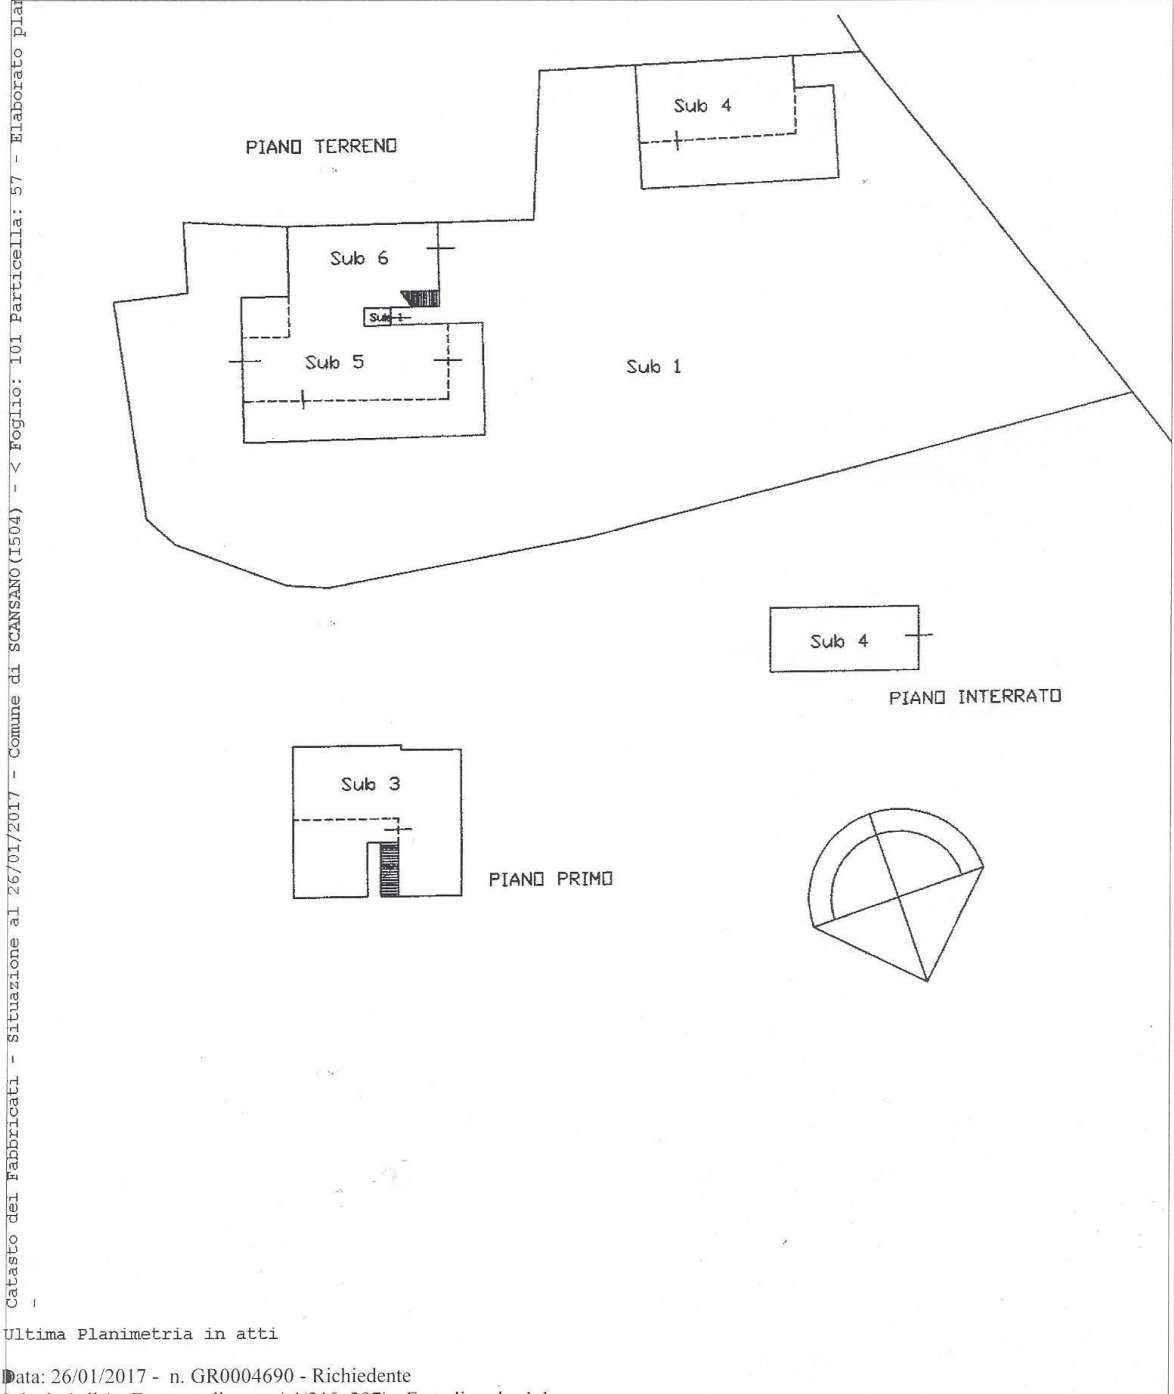 Catasto dei Fabbricati - Situazione al 26/01/2017 - Comune di SCANSANO(I504) - < Foglio: 101 Particella: 57 - Elaborato
PIANO TERRENO
Sub 4
Sub 6
Sub 1
Sub 5
Sub 1
Sub 4
PIANO INTERRATO
Sub 3
PIANO PRIMO
Ultima Planimetria in atti
Data: 26/01/2017 - n. GR0004690 - Richiedente